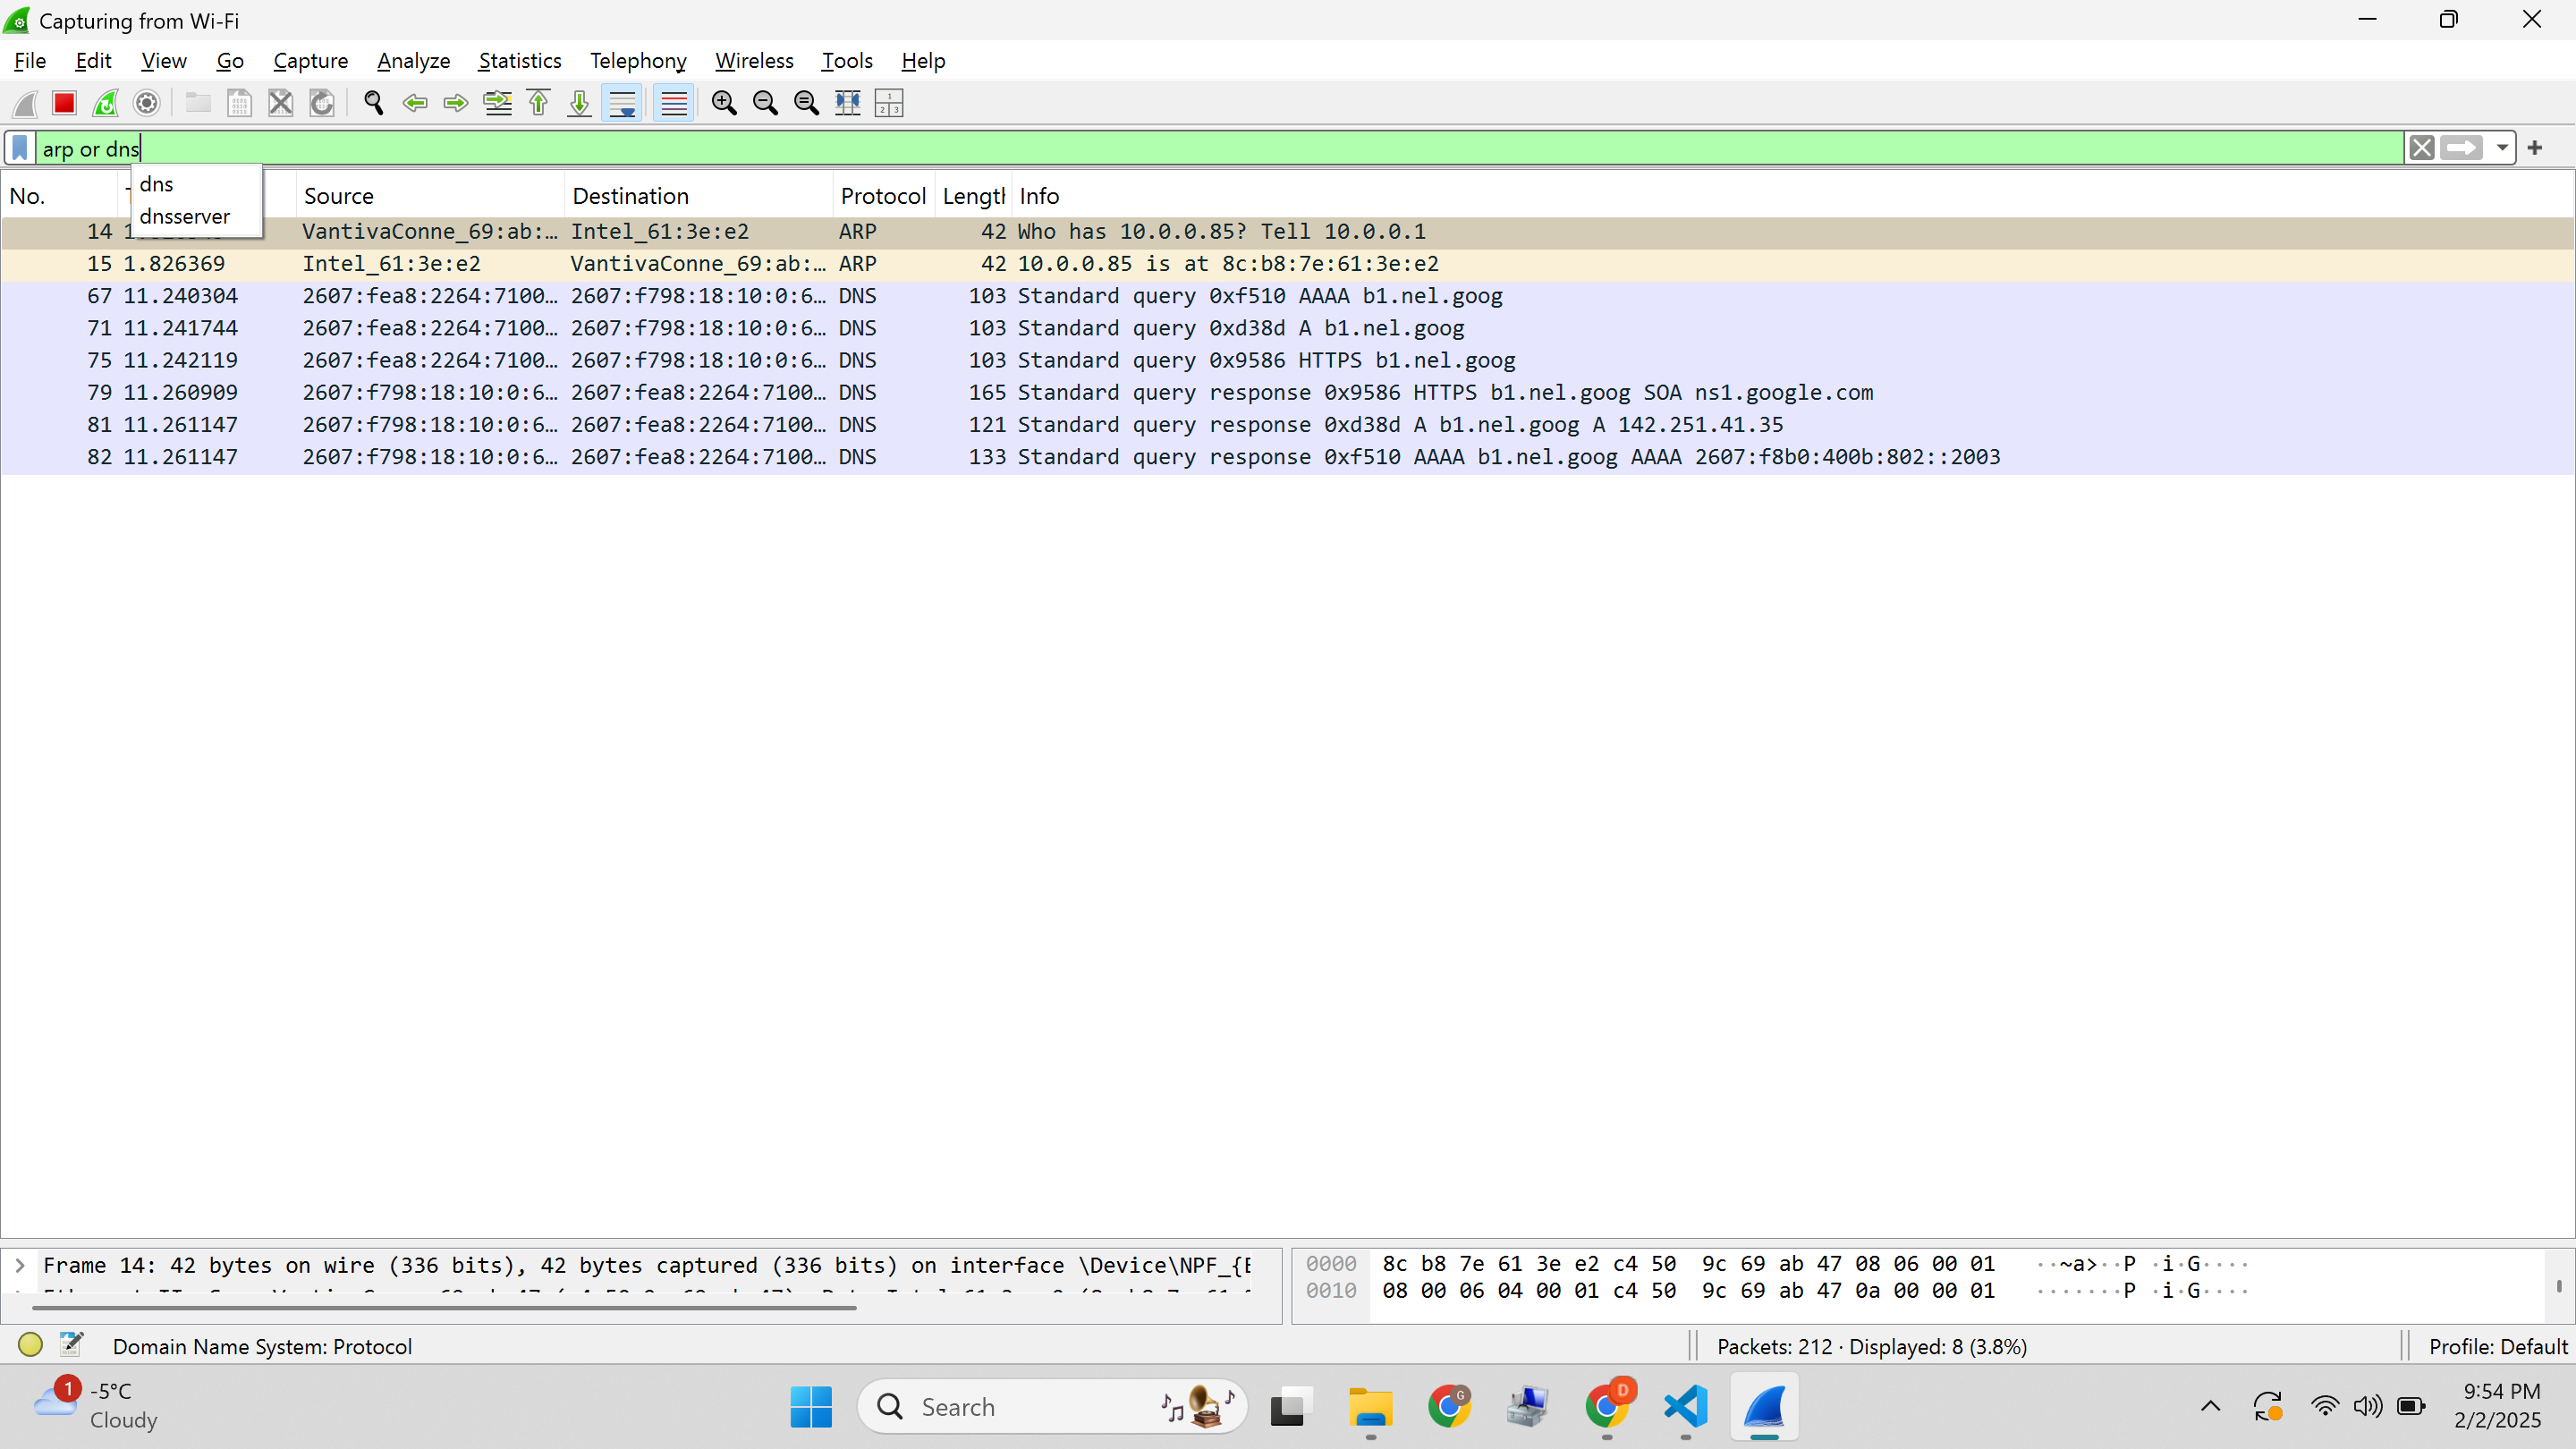 Capturing from Wi-Fi
File Edit View Go Capture Analyze Statistics Telephony Wireless Tools Help
arp or dns
dns
dnsserver
No. Source Destination Protocol Lengtl Info
14 VantivaConne_69:ab:… Intel_61:3e:e2 ARP 42 Who has 10.0.0.85? Tell 10.0.0.1
15 1.826369 Intel_61:3e:e2 VantivaConne_69:ab:… ARP 42 10.0.0.85 is at 8c:b8:7e:61:3e:e2
67 11.240304 2607:fea8:2264:7100… 2607:f798:18:10:0:6… DNS 103 Standard query 0xf510 AAAA b1.nel.goog
71 11.241744 2607:fea8:2264:7100… 2607:f798:18:10:0:6… DNS 103 Standard query 0xd38d A b1.nel.goog
75 11.242119 2607:fea8:2264:7100… 2607:f798:18:10:0:6… DNS 103 Standard query 0x9586 HTTPS b1.nel.goog
79 11.260909 2607:f798:18:10:0:6… 2607:fea8:2264:7100… DNS 165 Standard query response 0x9586 HTTPS b1.nel.goog SOA ns1.google.com
81 11.261147 2607:f798:18:10:0:6… 2607:fea8:2264:7100… DNS 121 Standard query response 0xd38d A b1.nel.goog A 142.251.41.35
82 11.261147 2607:f798:18:10:0:6… 2607:fea8:2264:7100… DNS 133 Standard query response 0xf510 AAAA b1.nel.goog AAAA 2607:f8b0:400b:802::2003
Frame 14: 42 bytes on wire (336 bits), 42 bytes captured (336 bits) on interface \Device\NPF_{E
0000 8c b8 7e 61 3e e2 c4 50 9c 69 ab 47 08 06 00 01 ··~a>··P ·i·G····
0010 08 00 06 04 00 01 c4 50 9c 69 ab 47 0a 00 00 01 ·······P ·i·G····
Domain Name System: Protocol
Packets: 212 · Displayed: 8 (3.8%)
Profile: Default
1
-5°C
Cloudy
Search
G
D
9:54 PM
2/2/2025